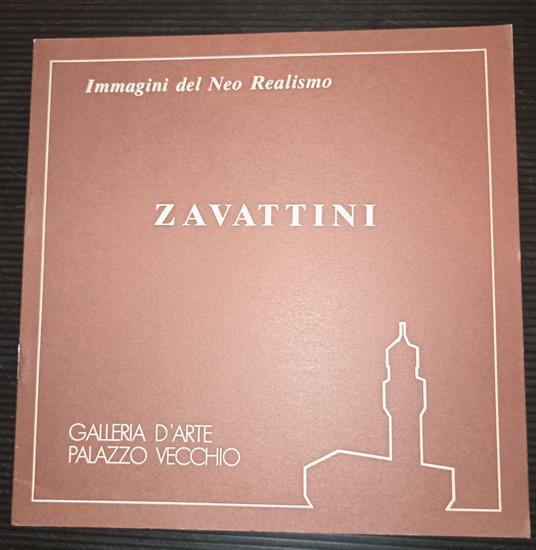 Immagini del Neo Realismo
ZAVATTINI
GALLERIA D'ARTE
PALAZZO VECCHIO